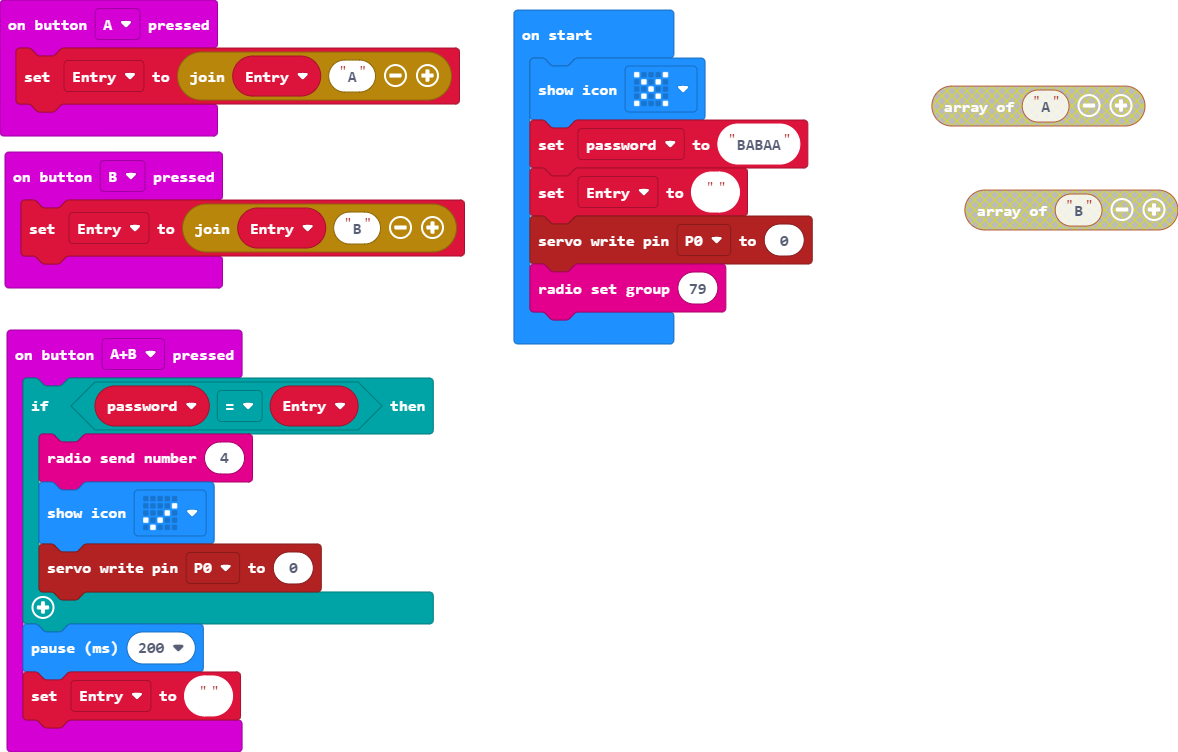 on button A pressed
set Entry to join Entry "A"
on button B pressed
set Entry to join Entry "B"
on button A+B pressed
if password = Entry then
radio send number 4
show icon
servo write pin P0 to 0
pause (ms) 200
set Entry to " "
on start
show icon
set password to "BABAA"
set Entry to " "
servo write pin P0 to 0
radio set group 79
array of "A"
array of "B"